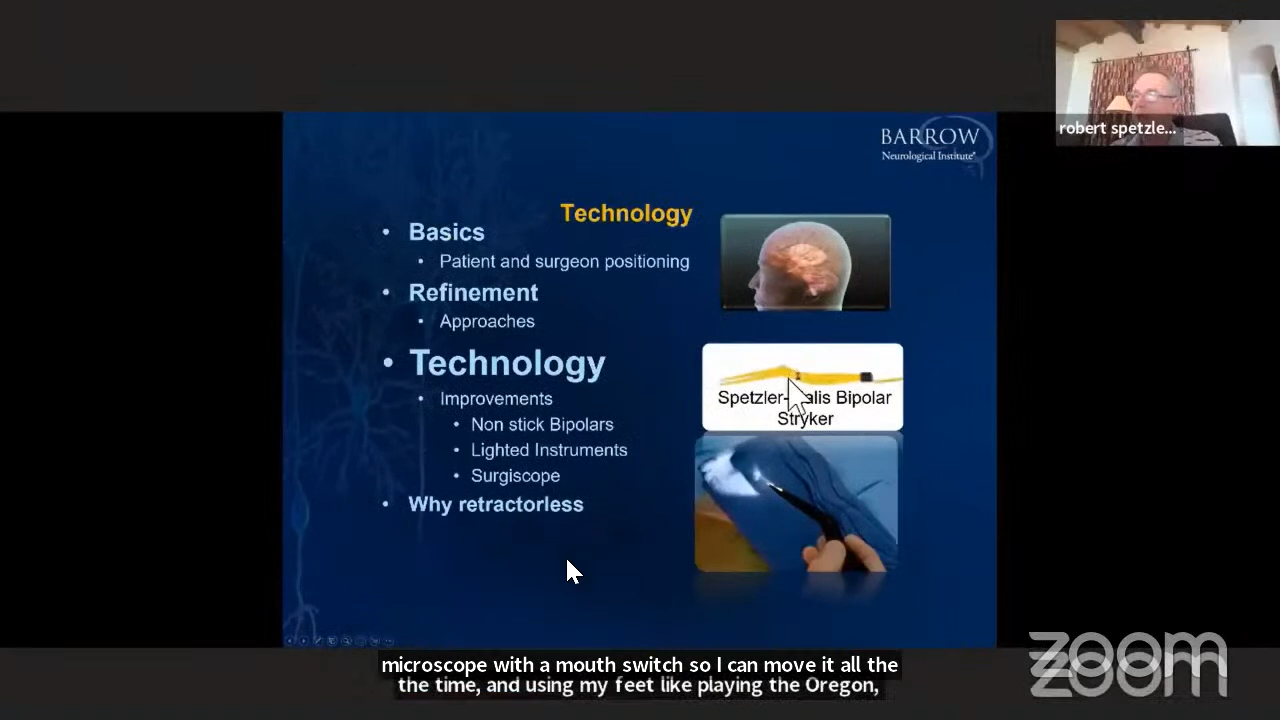 robert spetzle...
BARROW
Neurological Institute®
Technology
• Basics
• Patient and surgeon positioning
• Refinement
• Approaches
• Technology
• Improvements
• Non stick Bipolars
• Lighted Instruments
• Surgiscope
• Why retractorless
Spetzler- alis Bipolar
Stryker
microscope with a mouth switch so I can move it all the
the time, and using my feet like playing the Oregon,
zoom